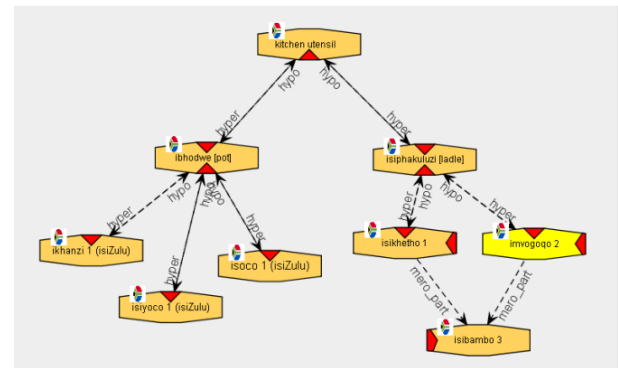 kitchen utensil
hypo
hypo
hyper
hyper
ibhodwe [pot]
isiphakuluzi [ladle]
hypo
hypo
hypo
hypo
hypo
hyper
hyper
hyper
hyper
hyper
ikhanzi 1 (isiZulu)
isoco 1 (isiZulu)
isikhetho 1
imvogoqo 2
isiyoco 1 (isiZulu)
mero_part
mero_part
isibambo 3